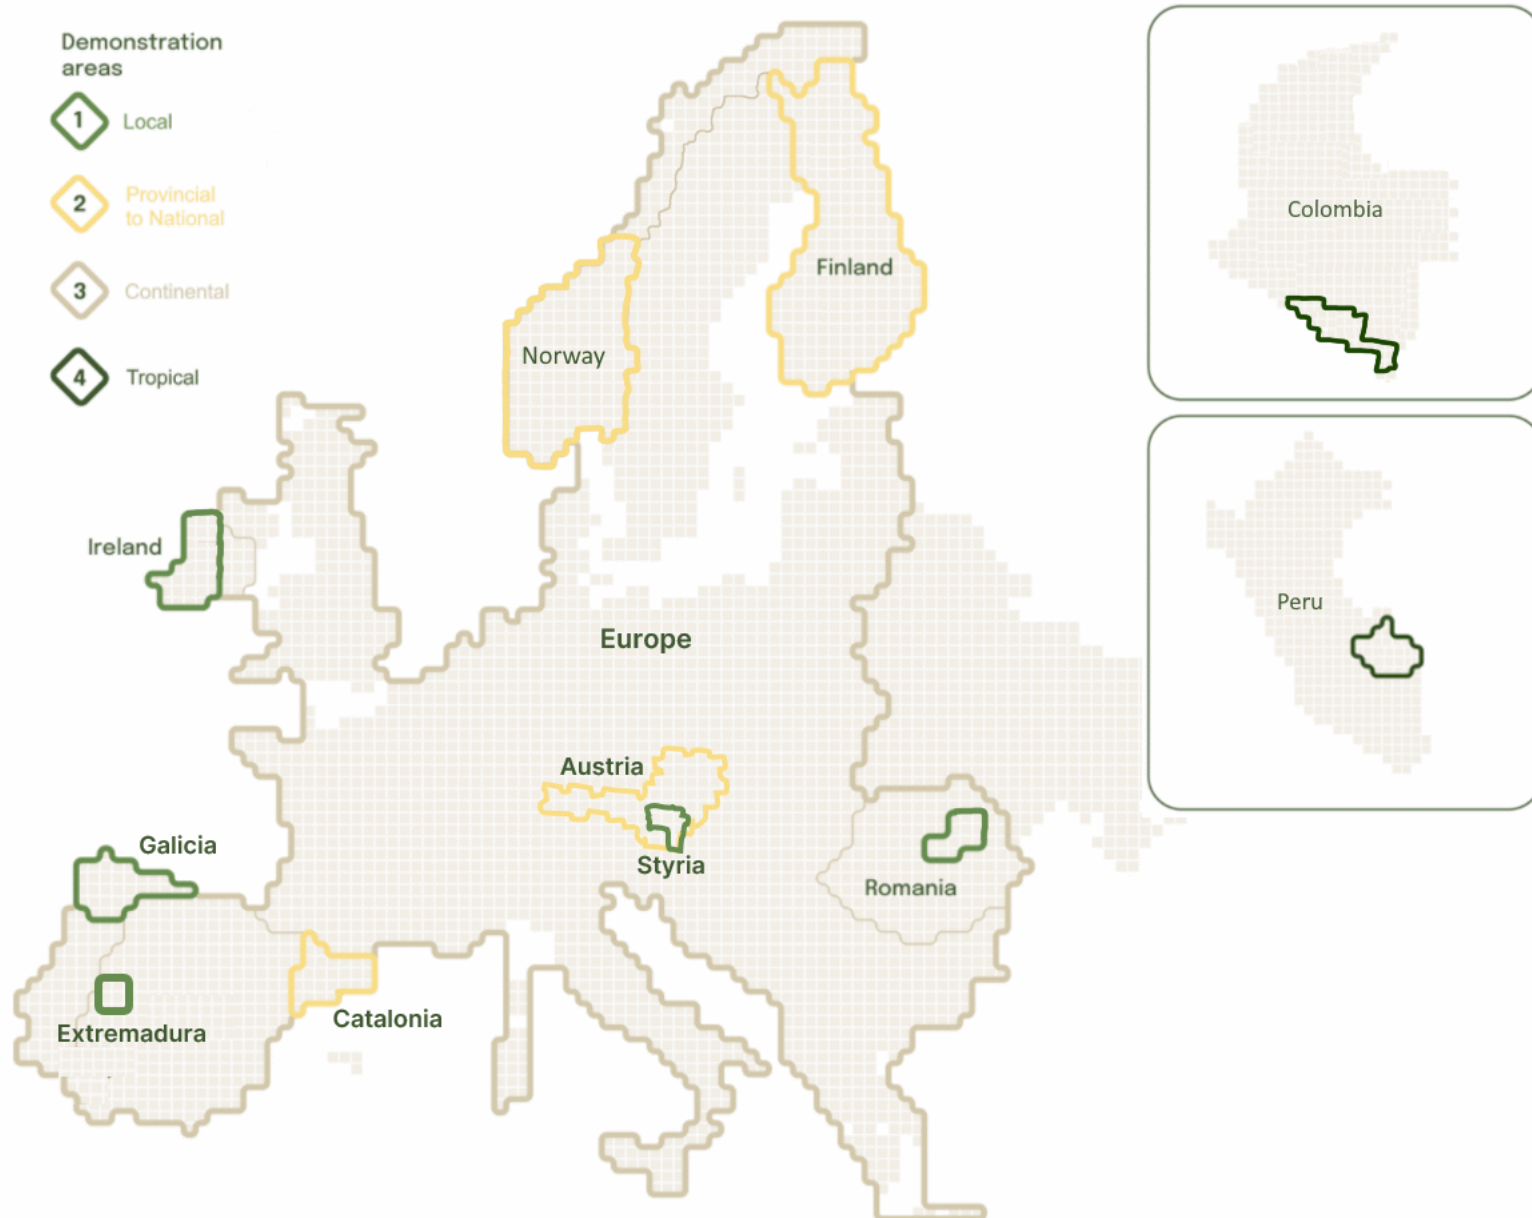 Demonstration
areas
1 Local
2 Provincial
to National
3 Continental
4 Tropical
Colombia
Finland
Norway
Ireland
Peru
Europe
Austria
Galicia
Styria
Romania
Catalonia
Extremadura